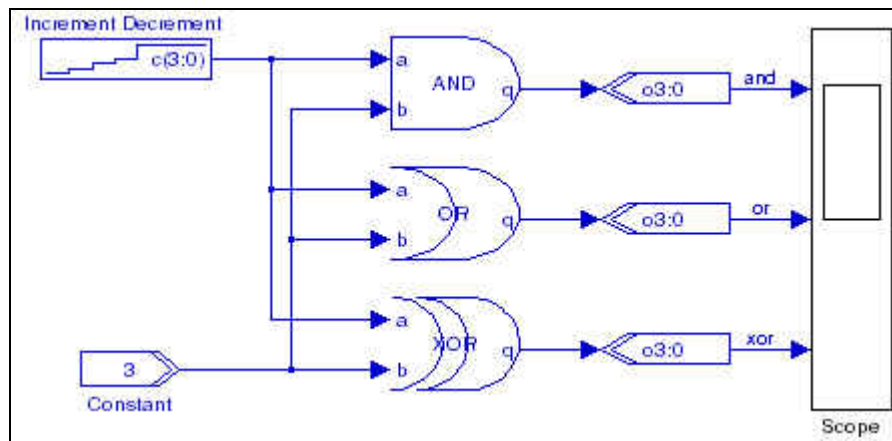 Increment Decrement
c(3:0)
a
AND
b
q
o3:0
and
a
OR
b
q
o3:0
or
a
XOR
b
q
o3:0
xor
3
Constant
Scope